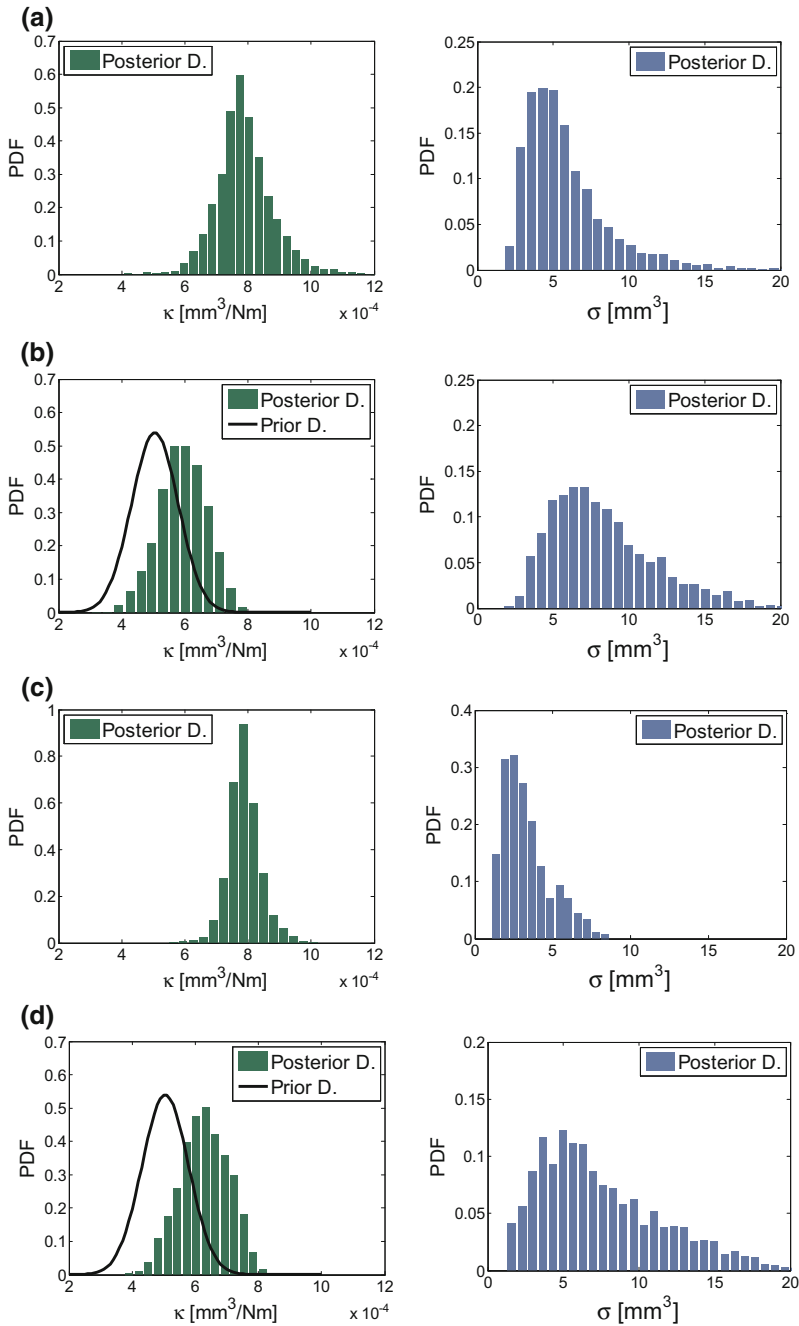 (a)
0.7
0.6
0.5
0.4
0.3
0.2
0.1
0
PDF
Posterior D.
2 4 6 8 10 12
κ [mm³/Nm]
x 10⁻⁴
0.25
0.2
0.15
0.1
0.05
0
PDF
Posterior D.
0 5 10 15 20
σ [mm³]
(b)
0.7
0.6
0.5
0.4
0.3
0.2
0.1
0
PDF
Posterior D.
Prior D.
2 4 6 8 10 12
κ [mm³/Nm]
x 10⁻⁴
0.25
0.2
0.15
0.1
0.05
0
PDF
Posterior D.
0 5 10 15 20
σ [mm³]
(c)
1
0.8
0.6
0.4
0.2
0
PDF
Posterior D.
2 4 6 8 10 12
κ [mm³/Nm]
x 10⁻⁴
0.4
0.3
0.2
0.1
0
PDF
Posterior D.
0 5 10 15 20
σ [mm³]
(d)
0.7
0.6
0.5
0.4
0.3
0.2
0.1
0
PDF
Posterior D.
Prior D.
2 4 6 8 10 12
κ [mm³/Nm]
x 10⁻⁴
0.2
0.15
0.1
0.05
0
PDF
Posterior D.
0 5 10 15 20
σ [mm³]